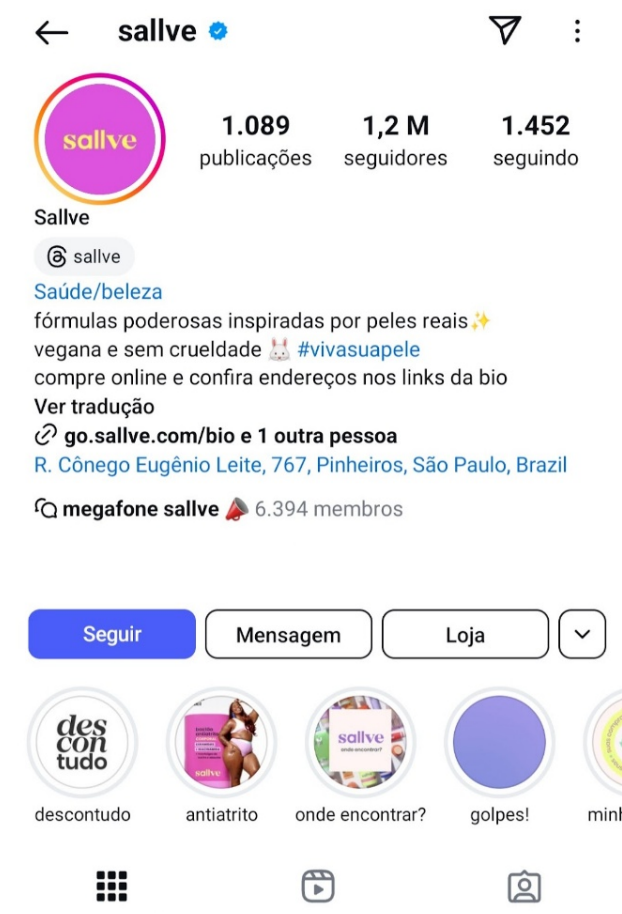 sallve
sallve
1.089
publicações
1,2 M
seguidores
1.452
seguindo
Sallve
sallve
Saúde/beleza
fórmulas poderosas inspiradas por peles reais✨
vegana e sem crueldade 🐰 #vivasuapele
compre online e confira endereços nos links da bio
Ver tradução
go.sallve.com/bio e 1 outra pessoa
R. Cônego Eugênio Leite, 767, Pinheiros, São Paulo, Brazil
megafone sallve 📣 6.394 membros
Seguir
Mensagem
Loja
des
con
tudo
sallve
sallve
onde encontrar?
descontudo
antiatrito
onde encontrar?
golpes!
minh